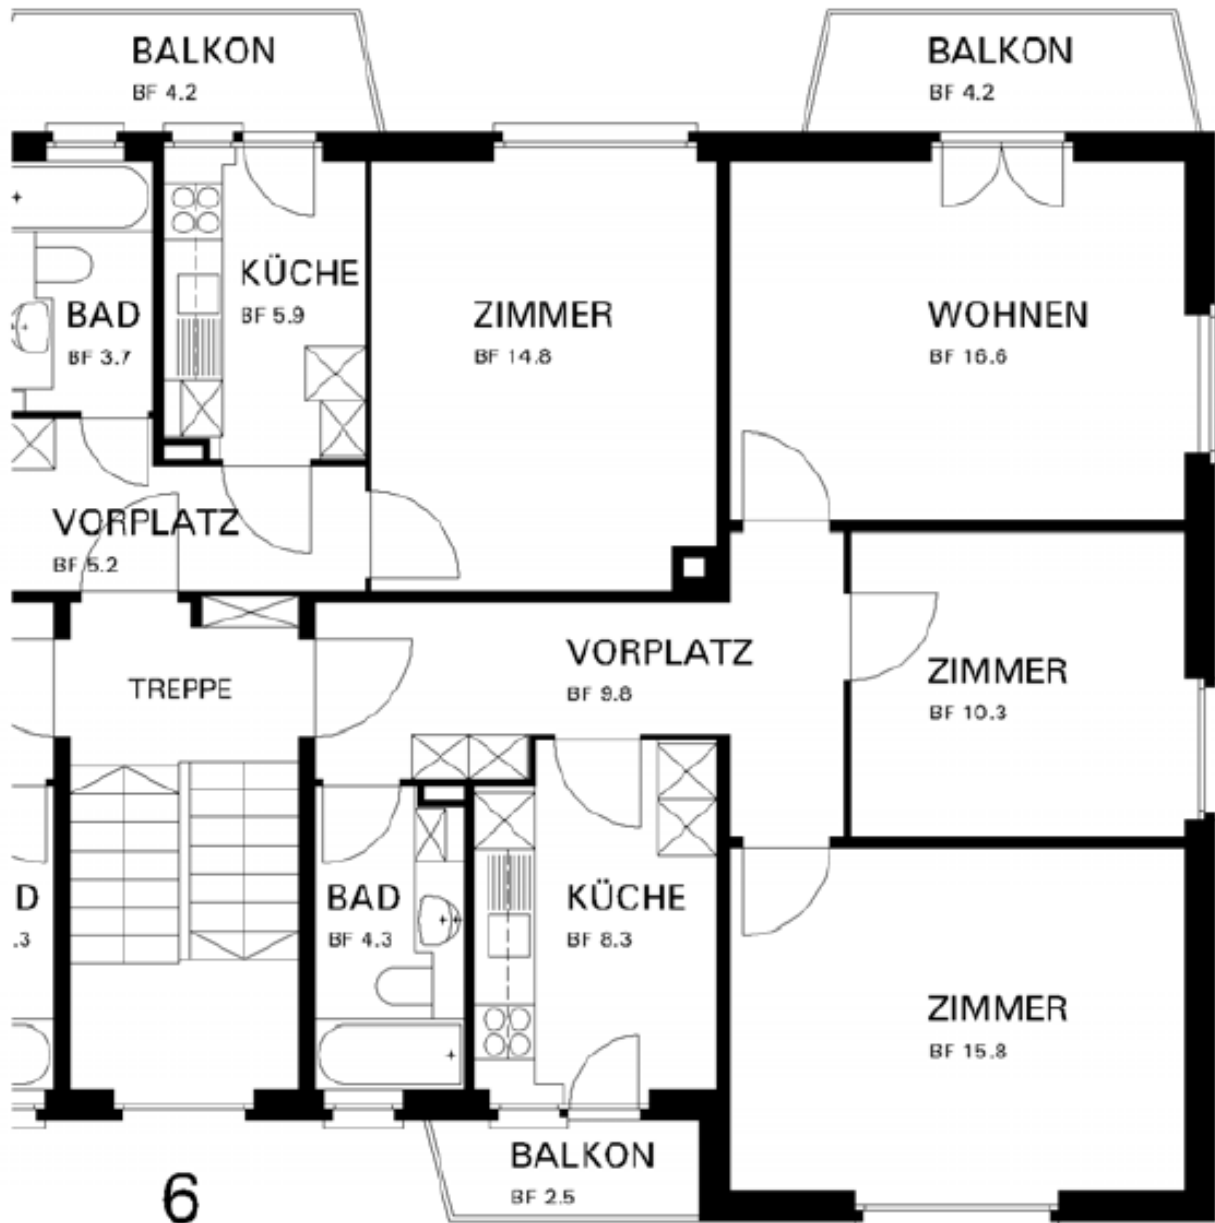 BALKON
BF 4.2
BALKON
BF 4.2
KÜCHE
BF 5.9
BAD
BF 3.7
ZIMMER
BF 14.8
WOHNEN
BF 16.6
VORPLATZ
BF 5.2
TREPPE
VORPLATZ
BF 9.8
ZIMMER
BF 10.3
D
.3
BAD
BF 4.3
KÜCHE
BF 8.3
ZIMMER
BF 15.8
BALKON
BF 2.5
6